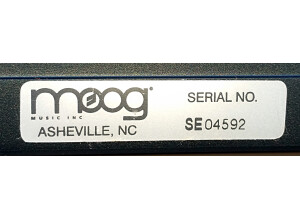 moog
MUSIC INC
ASHEVILLE, NC
SERIAL NO.
SE04592